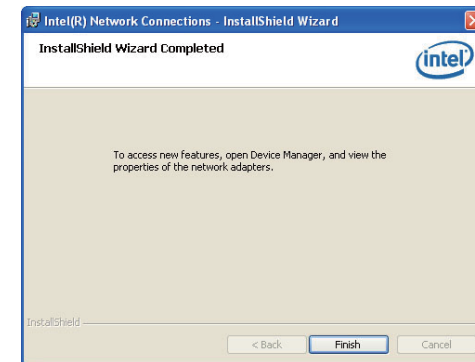 Intel(R) Network Connections - InstallShield Wizard
InstallShield Wizard Completed
intel
To access new features, open Device Manager, and view the
properties of the network adapters.
InstallShield
< Back
Finish
Cancel